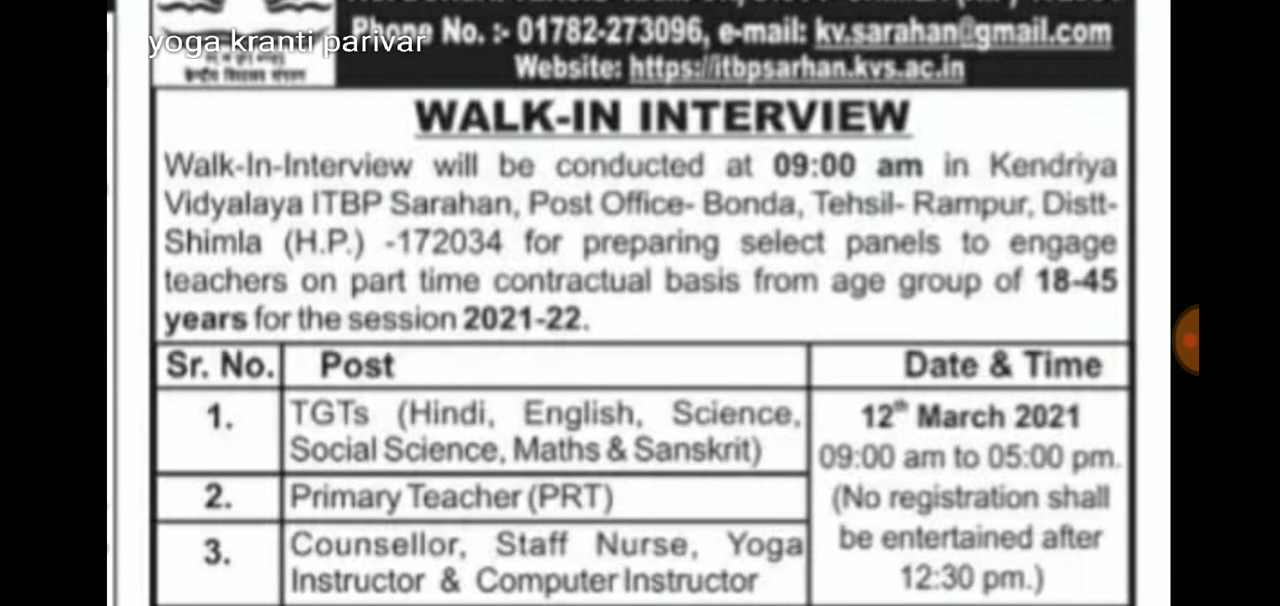 Phone No. :- 01782-273096, e-mail: kv.sarahan@gmail.com
yoga kranti parivar
केन्द्रीय विद्यालय संगठन
Website: https://itbpsarhan.kvs.ac.in
WALK-IN INTERVIEW
Walk-In-Interview will be conducted at 09:00 am in Kendriya
Vidyalaya ITBP Sarahan, Post Office- Bonda, Tehsil- Rampur, Distt-
Shimla (H.P.) -172034 for preparing select panels to engage
teachers on part time contractual basis from age group of 18-45
years for the session 2021-22.
Sr. No. Post Date & Time
1. TGTs (Hindi, English, Science,
Social Science, Maths & Sanskrit)
2. Primary Teacher (PRT)
3. Counsellor, Staff Nurse, Yoga
Instructor & Computer Instructor
12th March 2021
09:00 am to 05:00 pm.
(No registration shall
be entertained after
12:30 pm.)